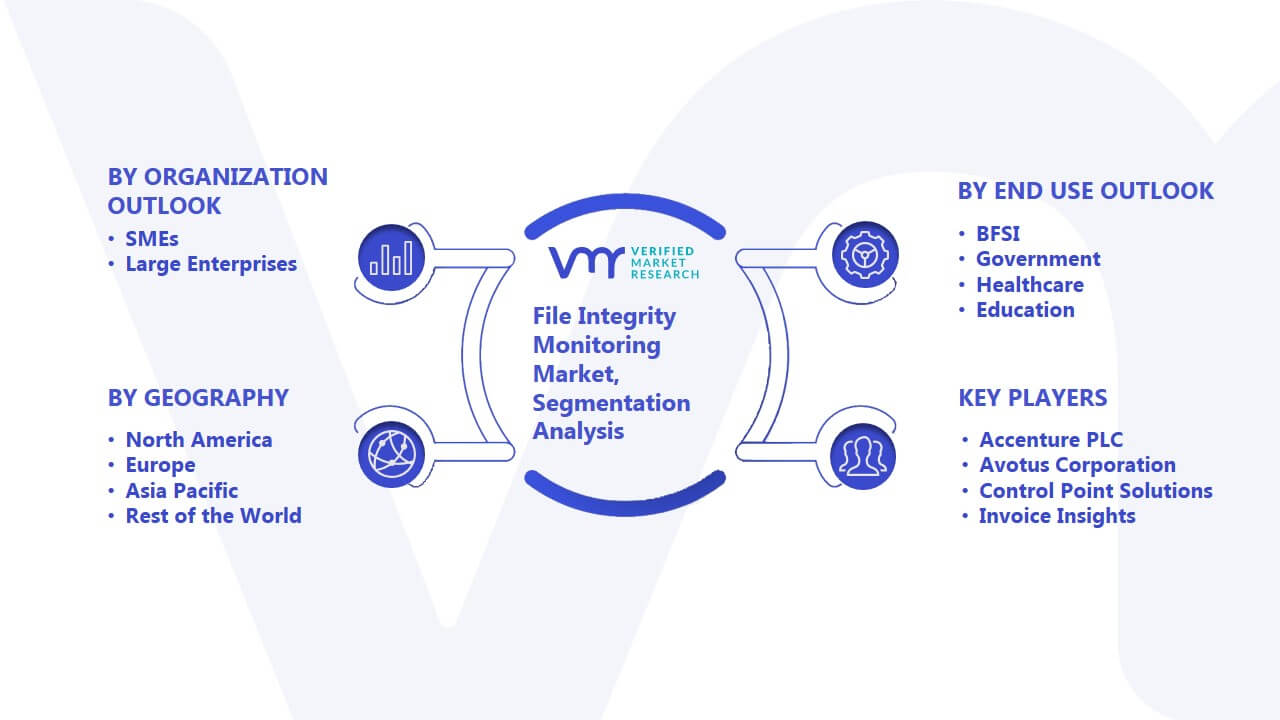 BY ORGANIZATION
OUTLOOK
• SMEs
• Large Enterprises
BY GEOGRAPHY
• North America
• Europe
• Asia Pacific
• Rest of the World
vmr
VERIFIED
MARKET
RESEARCH
File Integrity
Monitoring
Market,
Segmentation
Analysis
BY END USE OUTLOOK
• BFSI
• Government
• Healthcare
• Education
KEY PLAYERS
• Accenture PLC
• Avotus Corporation
• Control Point Solutions
• Invoice Insights